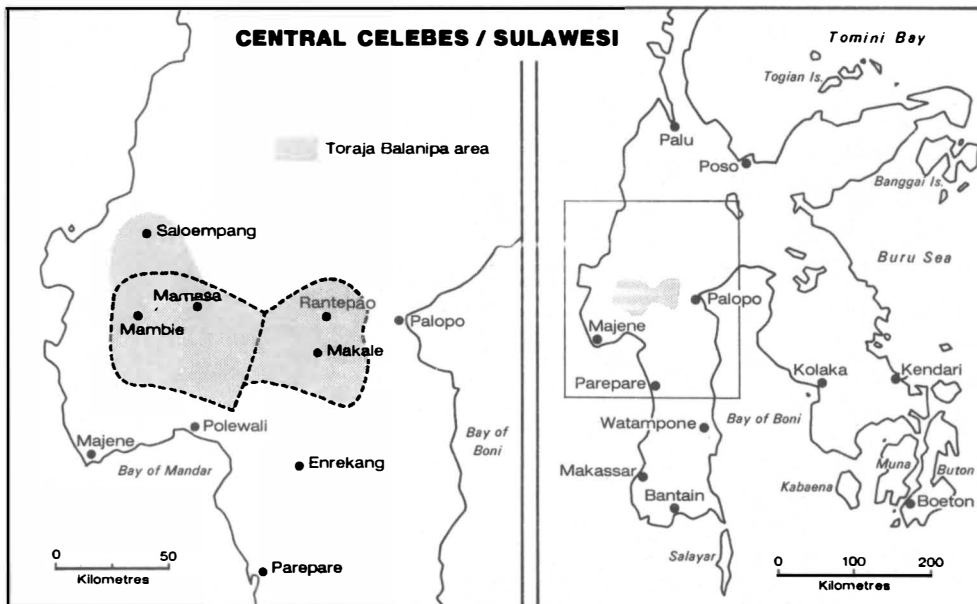 CENTRAL CELEBES / SULAWESI
Toraja Balanipa area
Saloempang
Mamasa
Mambie
Rantepao
Makale
Palopo
Polewali
Majene
Bay of Mandar
Enrekang
Bay of
Boni
Parepare
0 50
Kilometres
Tomini Bay
Togian Is.
Palu
Poso
Banggai Is.
Buru Sea
Palopo
Majene
Parepare
Kolaka
Kendari
Watampone
Bay of Boni
Makassar
Bantain
Kabaena
Muna
Buton
Boeton
Salayar
0 100 200
Kilometres